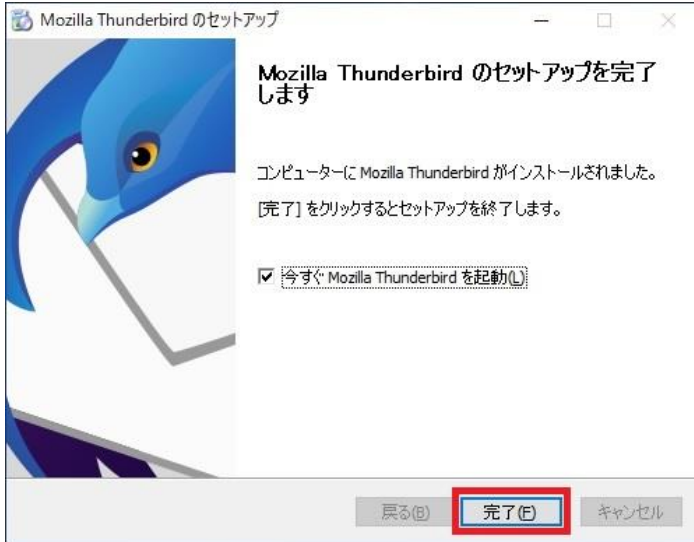 Mozilla Thunderbird のセットアップ
Mozilla Thunderbird のセットアップを完了
します
コンピューターに Mozilla Thunderbird がインストールされました。
[完了] をクリックするとセットアップを終了します。
今すぐ Mozilla Thunderbird を起動(L)
戻る(B)
完了(F)
キャンセル